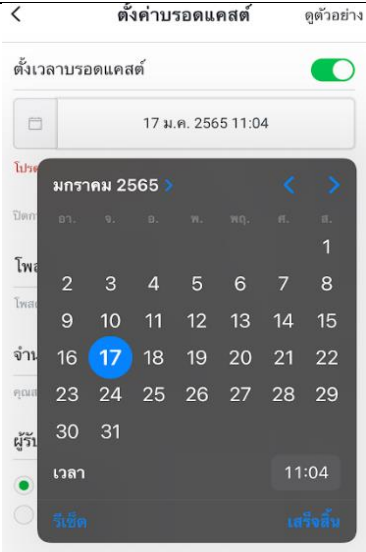 ตั้งค่าบรอดแคสต์ ดูตัวอย่าง
ตั้งเวลาบรอดแคสต์
17 ม.ค. 2565 11:04
มกราคม 2565
อา. จ. อ. พ. พฤ. ศ. ส.
1
2 3 4 5 6 7 8
9 10 11 12 13 14 15
16 17 18 19 20 21 22
23 24 25 26 27 28 29
30 31
เวลา 11:04
รีเซ็ต เสร็จสิ้น